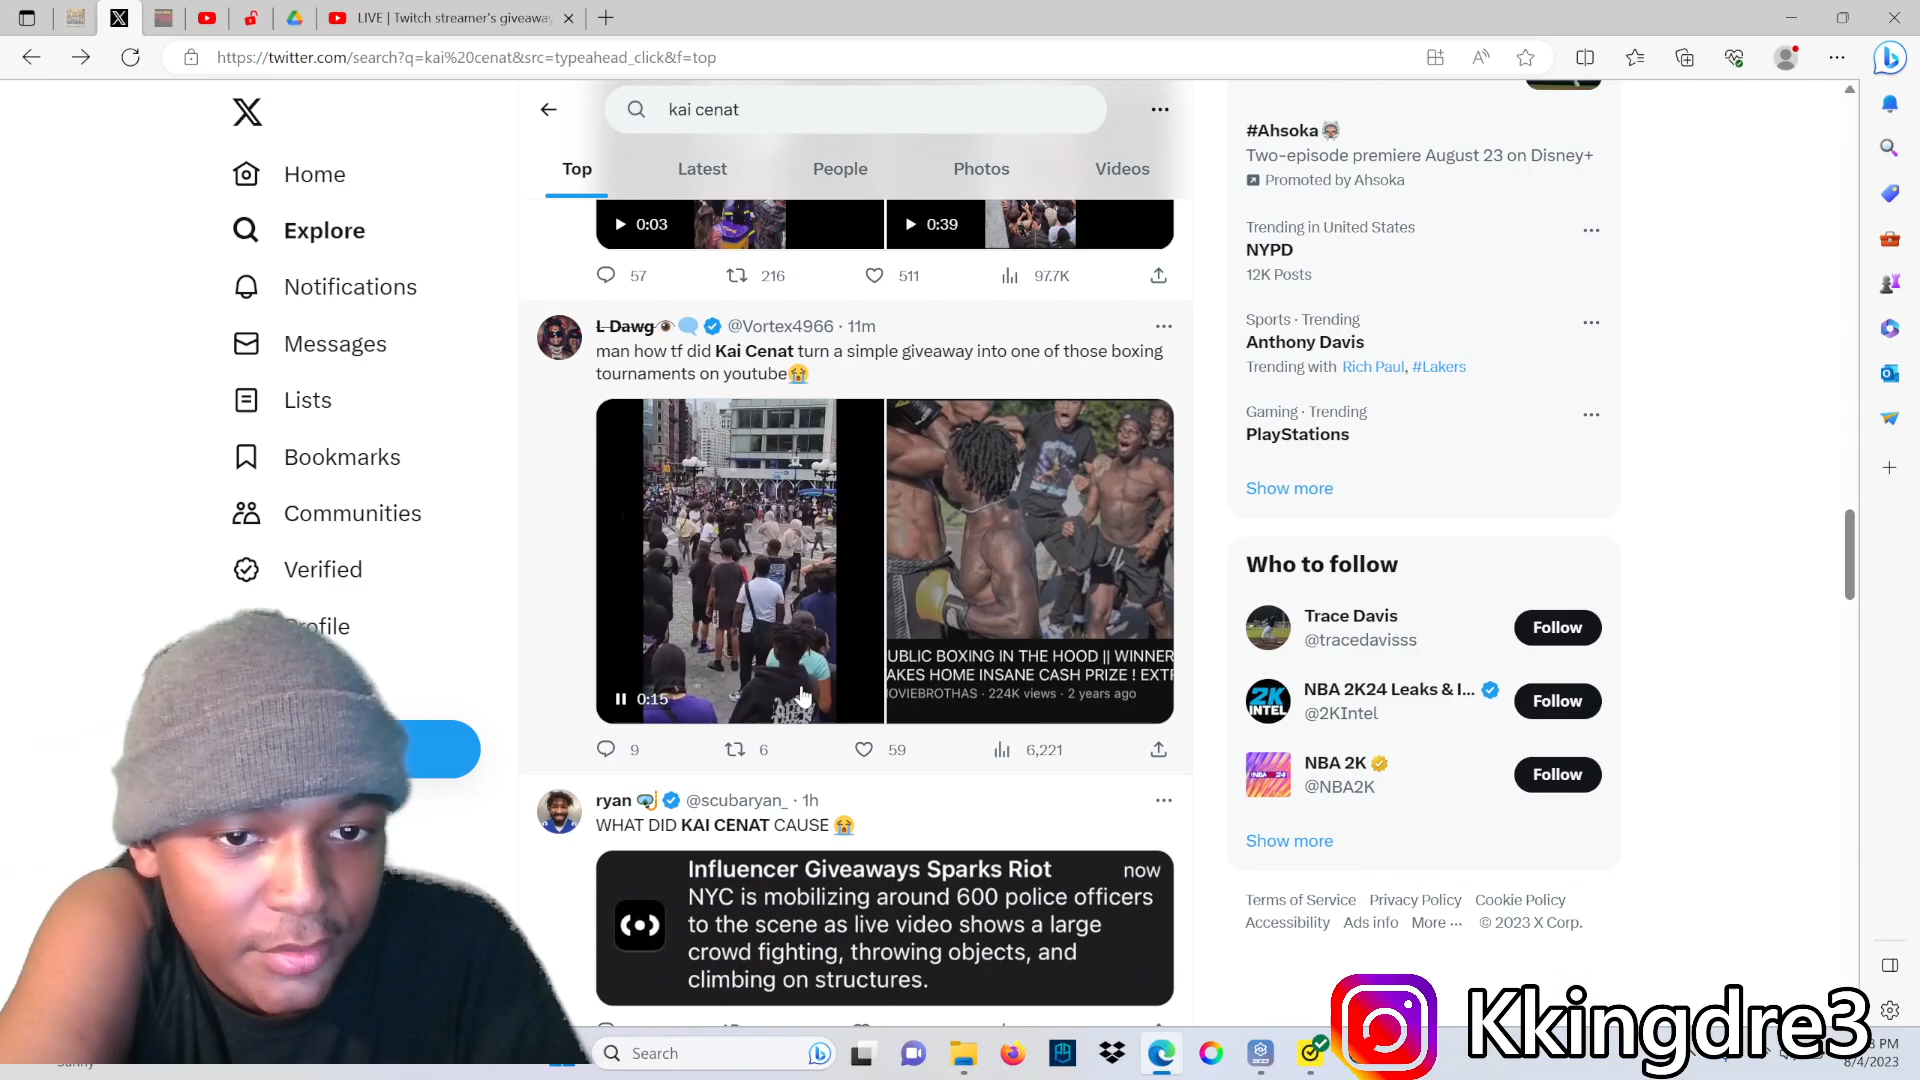 LIVE | Twitch streamer's giveaway
https://twitter.com/search?q=kai%20cenat&src=typeahead_click&f=top
kai cenat
Top
Latest
People
Photos
Videos
Home
Explore
Notifications
Messages
Lists
Bookmarks
Communities
Verified
rofile
0:03
0:39
57
216
511
97.7K
L Dawg @Vortex4966 · 11m
man how tf did Kai Cenat turn a simple giveaway into one of those boxing
tournaments on youtube😭
0:15
UBLIC BOXING IN THE HOOD || WINNER
AKES HOME INSANE CASH PRIZE ! EXT
MOVIEBROTHAS · 224K views · 2 years ago
9
6
59
6,221
ryan @scubaryan_ · 1h
WHAT DID KAI CENAT CAUSE 😭
Influencer Giveaways Sparks Riot
now
NYC is mobilizing around 600 police officers
to the scene as live video shows a large
crowd fighting, throwing objects, and
climbing on structures.
#Ahsoka
Two-episode premiere August 23 on Disney+
Promoted by Ahsoka
Trending in United States
NYPD
12K Posts
Sports · Trending
Anthony Davis
Trending with Rich Paul, #Lakers
Gaming · Trending
PlayStations
Show more
Who to follow
Trace Davis
@tracedavisss
Follow
NBA 2K24 Leaks & I...
@2KIntel
Follow
NBA 2K
@NBA2K
Follow
Show more
Terms of Service Privacy Policy Cookie Policy
Accessibility Ads info More ··· © 2023 X Corp.
Kkingdre3
Search
PM
8/4/2023